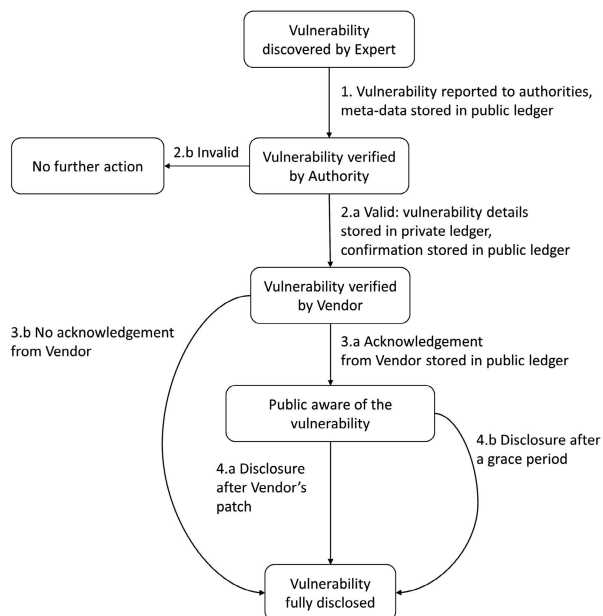 Vulnerability
discovered by Expert
1. Vulnerability reported to authorities,
meta-data stored in public ledger
2.b Invalid
No further action
Vulnerability verified
by Authority
2.a Valid: vulnerability details
stored in private ledger,
confirmation stored in public ledger
Vulnerability verified
by Vendor
3.b No acknowledgement
from Vendor
3.a Acknowledgement
from Vendor stored in public ledger
Public aware of the
vulnerability
4.b Disclosure after
a grace period
4.a Disclosure
after Vendor's
patch
Vulnerability
fully disclosed